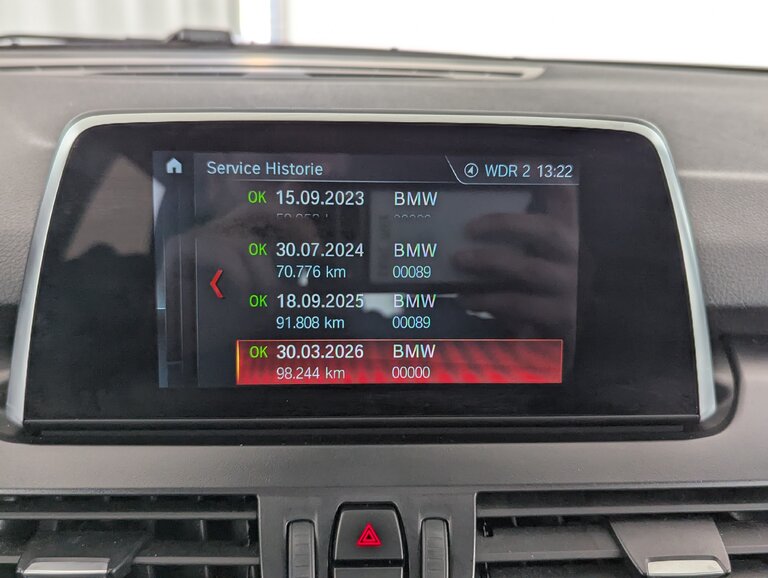 Service Historie
WDR 2 13:22
OK 15.09.2023 BMW
OK 30.07.2024 BMW
70.776 km 00089
OK 18.09.2025 BMW
91.808 km 00089
OK 30.03.2026 BMW
98.244 km 00000